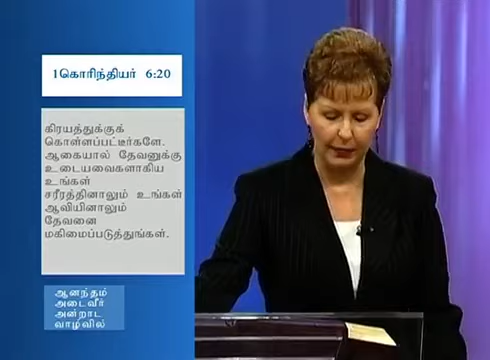 1கொரிந்தியர் 6:20
கிரயத்துக்குக்
கொள்ளப்பட்டீர்களே.
ஆகையால் தேவனுக்கு
உடையவைகளாகிய
உங்கள்
சரீரத்தினாலும் உங்கள்
ஆவியினாலும்
தேவனை
மகிமைப்படுத்துங்கள்.
ஆனந்தம்
அடைவீர்
அன்றாட
வாழ்வில்